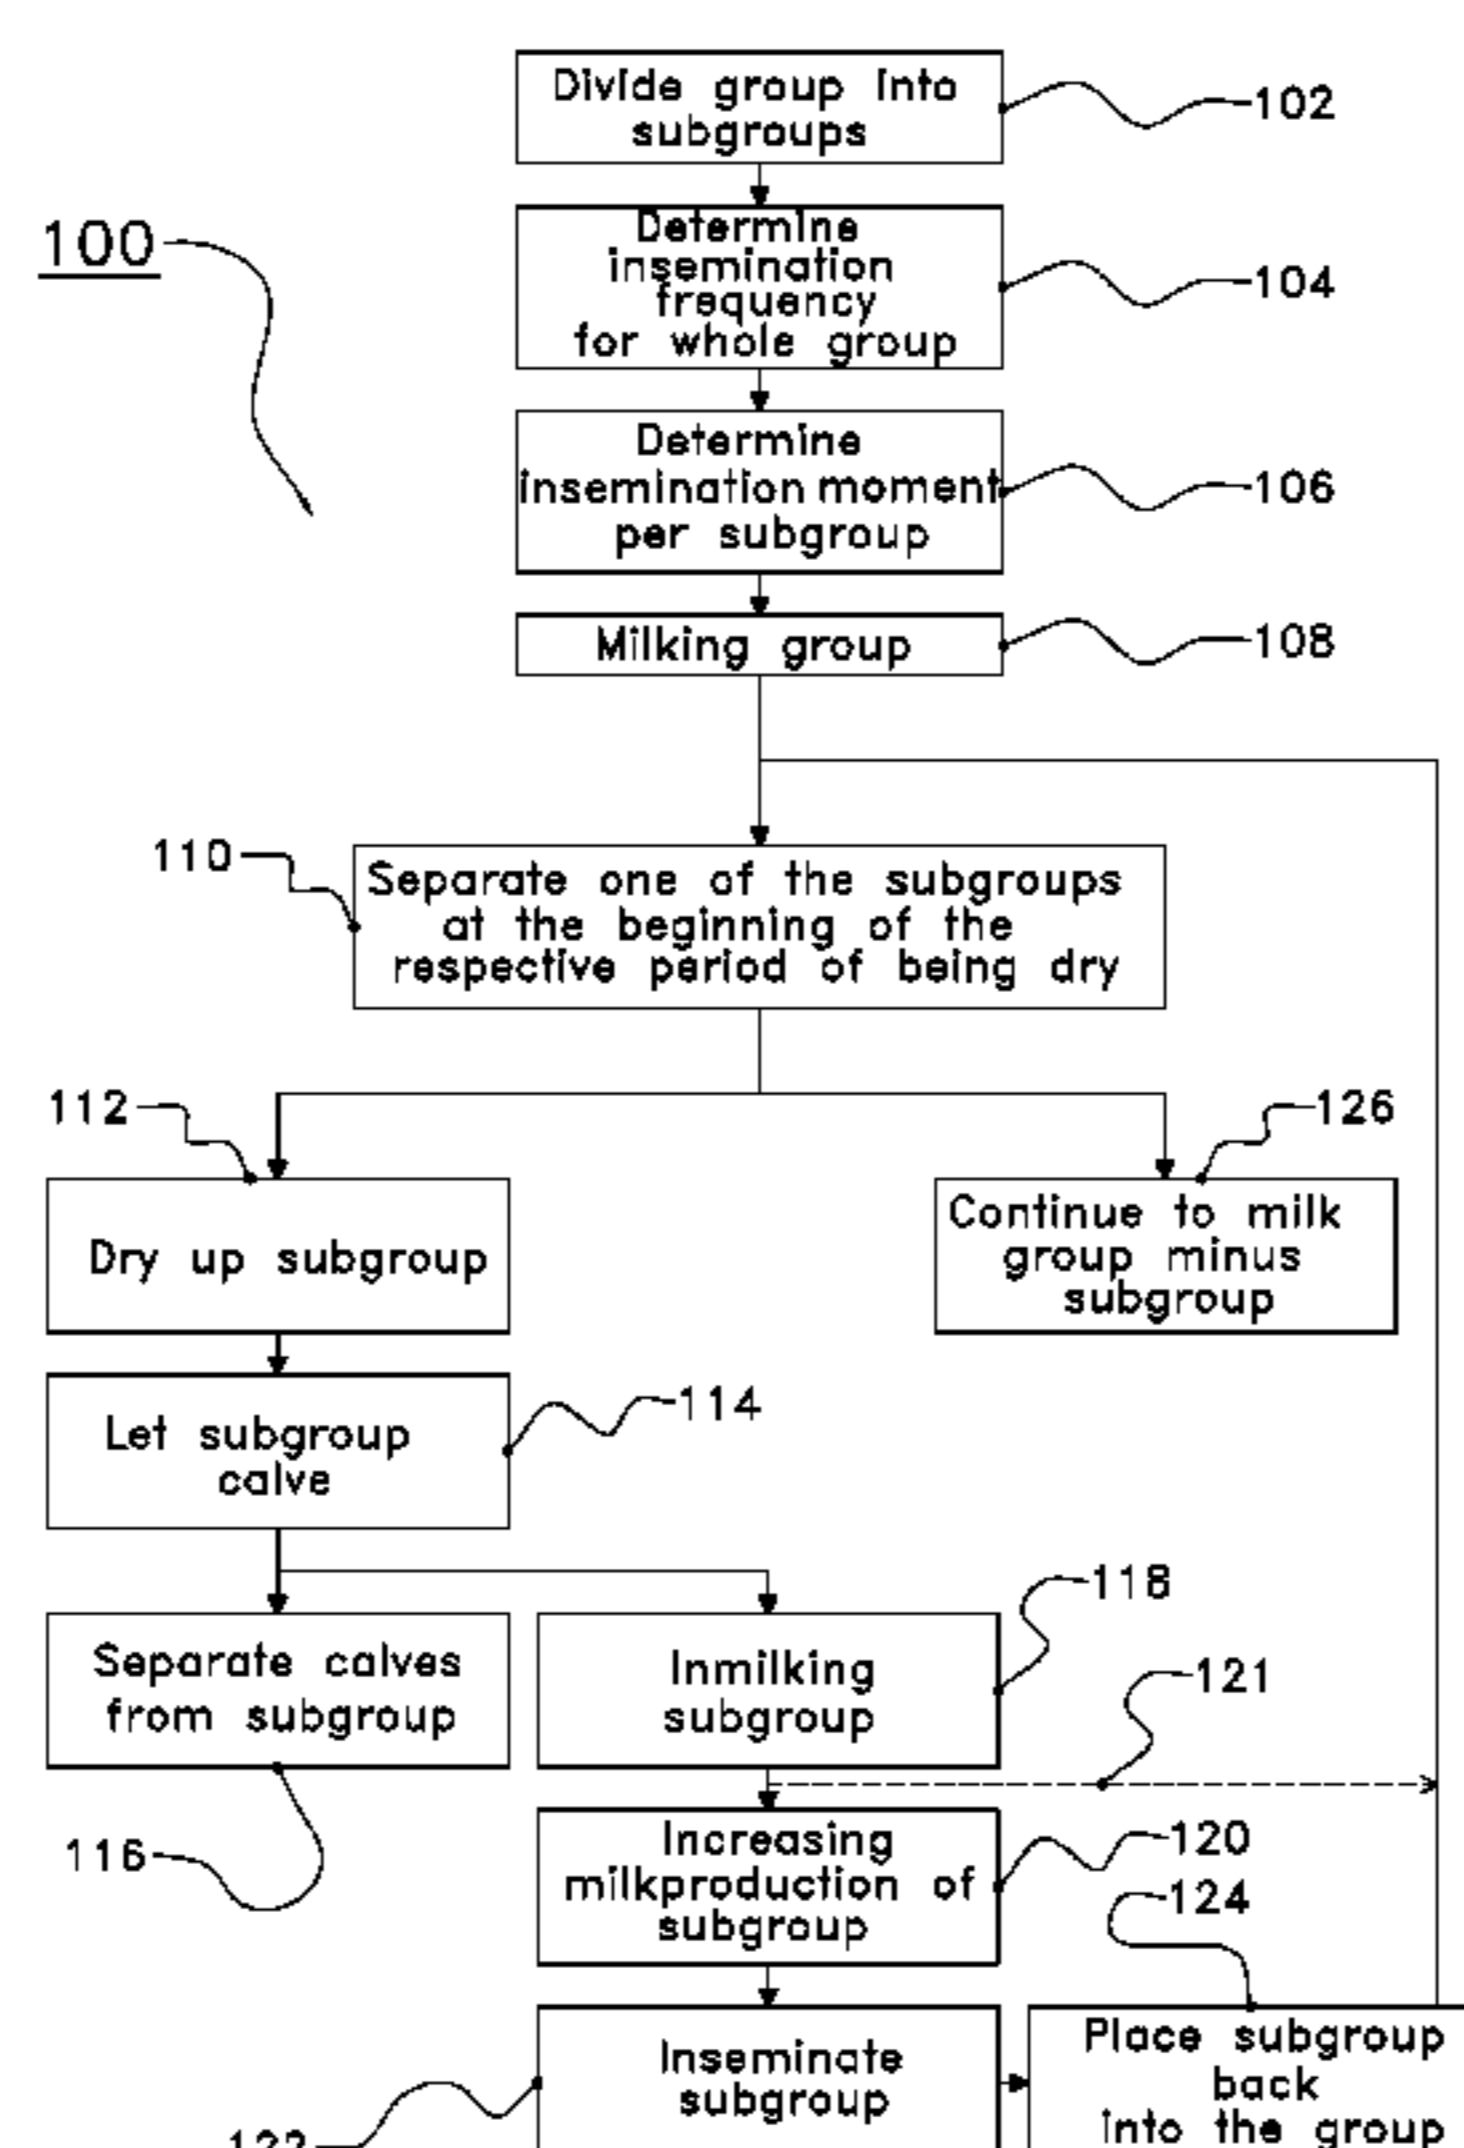 Divide group into
subgroups
102
Determine
insemination
frequency
for whole group
104
100
Determine
insemination moment
per subgroup
106
Milking group
108
110
Separate one of the subgroups
at the beginning of the
respective period of being dry
112
126
Dry up subgroup
Continue to milk
group minus
subgroup
Let subgroup
calve
114
118
Separate calves
from subgroup
Inmilking
subgroup
121
116
Increasing
milkproduction of
subgroup
120
124
Inseminate
subgroup
Place subgroup
back
into the group